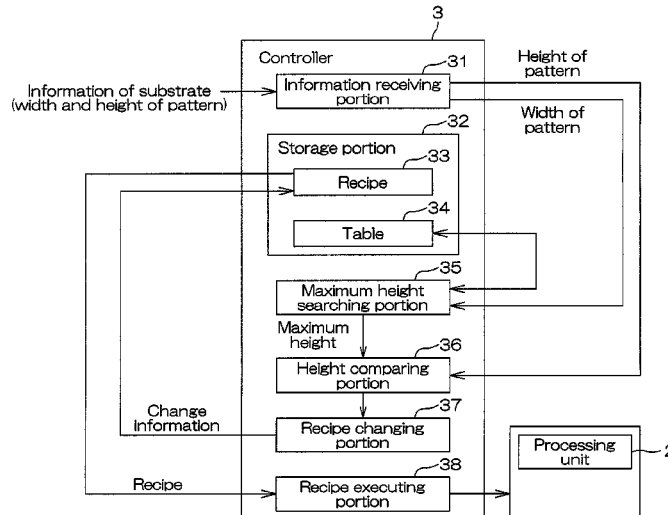 3
Controller
31
Height of
pattern
Information of substrate
(width and height of pattern)
Information receiving
portion
Width of
pattern
32
Storage portion
33
Recipe
34
Table
35
Maximum height
searching portion
Maximum
height
36
Height comparing
portion
37
Change
information
Recipe changing
portion
38
Processing
unit
2
Recipe
Recipe executing
portion